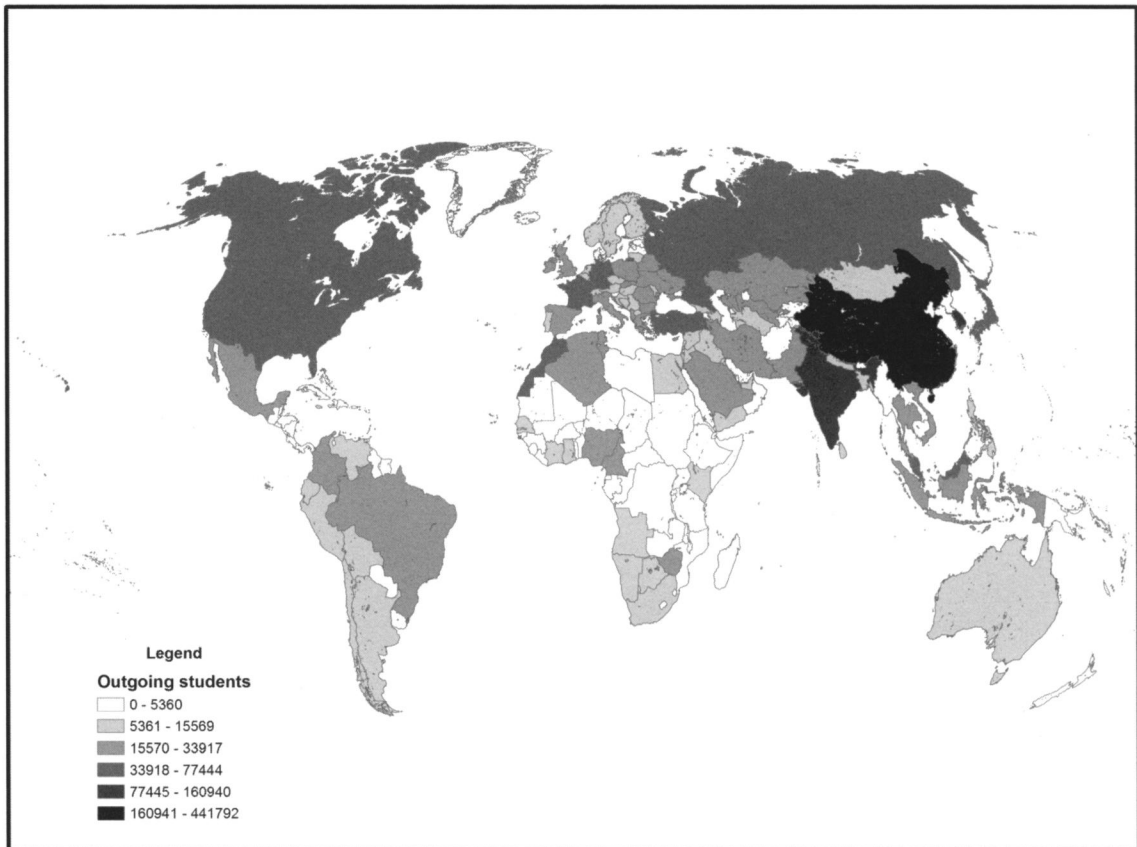 Legend
Outgoing students
0 - 5360
5361 - 15569
15570 - 33917
33918 - 77444
77445 - 160940
160941 - 441792